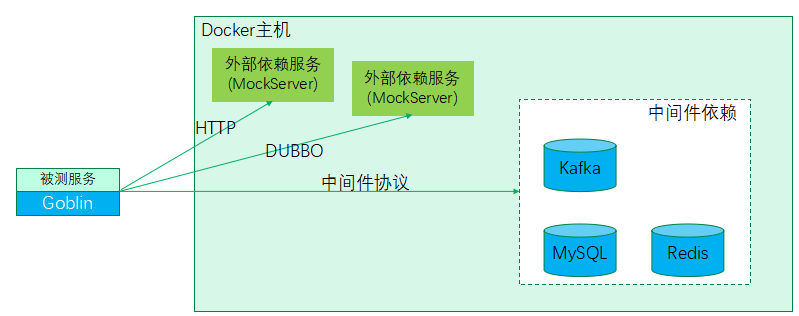 Docker主机
外部依赖服务
(MockServer)
外部依赖服务
(MockServer)
中间件依赖
HTTP
DUBBO
Kafka
被测服务
Goblin
中间件协议
MySQL
Redis